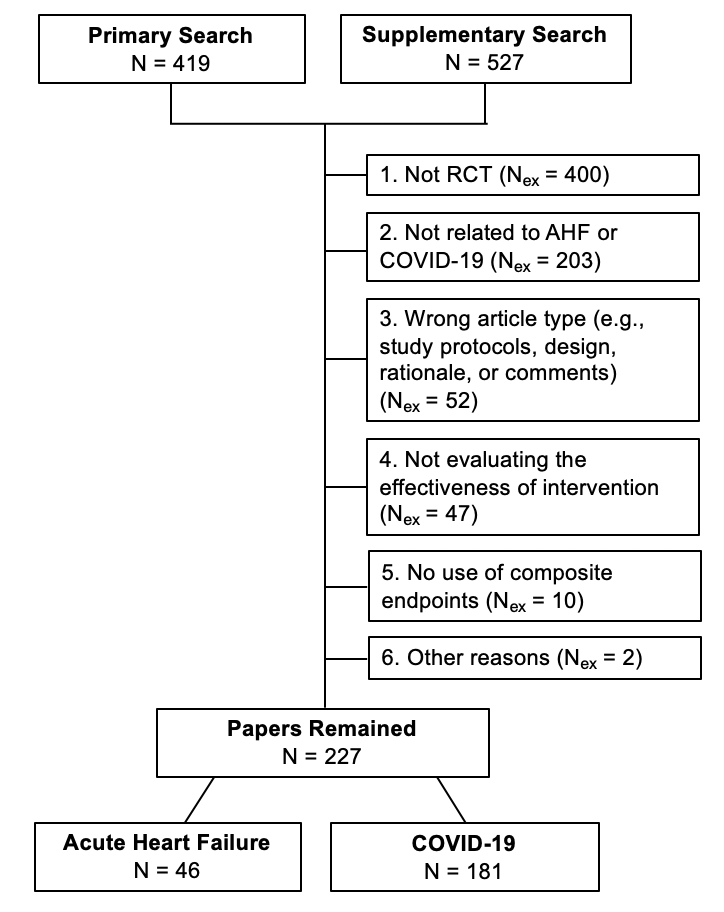 Primary Search
N = 419
Supplementary Search
N = 527
1. Not RCT (Nex = 400)
2. Not related to AHF or
COVID-19 (Nex = 203)
3. Wrong article type (e.g.,
study protocols, design,
rationale, or comments)
(Nex = 52)
4. Not evaluating the
effectiveness of intervention
(Nex = 47)
5. No use of composite
endpoints (Nex = 10)
6. Other reasons (Nex = 2)
Papers Remained
N = 227
Acute Heart Failure
N = 46
COVID-19
N = 181